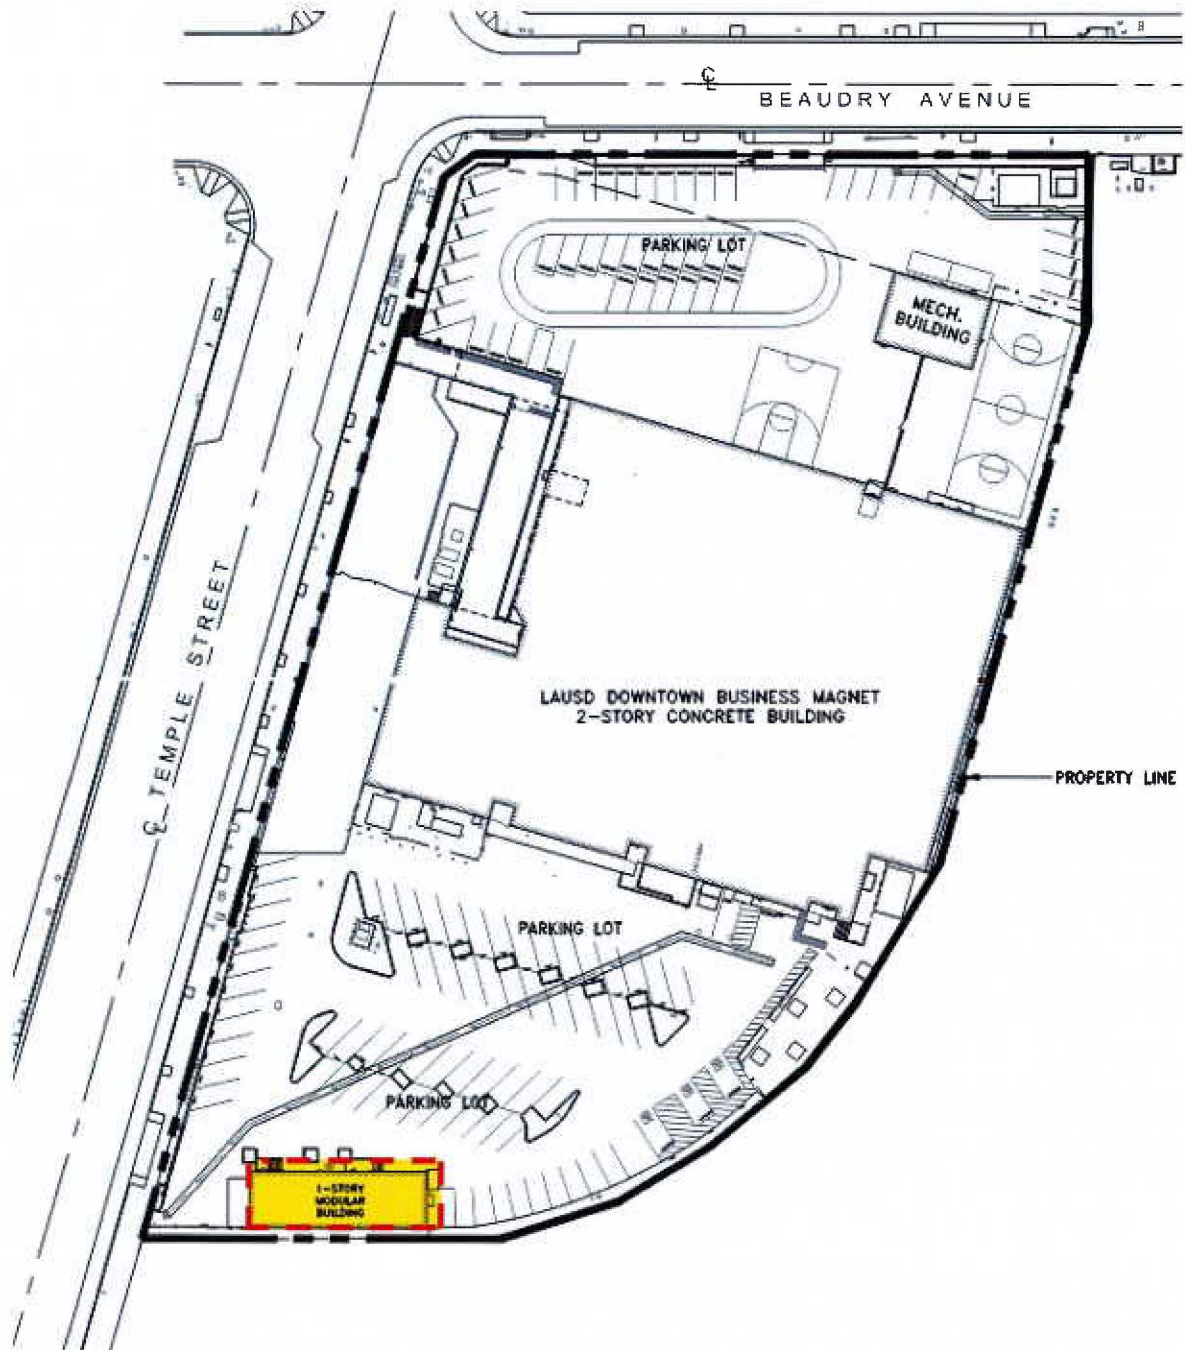 ℄
BEAUDRY AVENUE
PARKING LOT
MECH.
BUILDING
℄ TEMPLE STREET
LAUSD DOWNTOWN BUSINESS MAGNET
2-STORY CONCRETE BUILDING
PROPERTY LINE
PARKING LOT
PARKING LOT
1-STORY
MODULAR
BUILDING